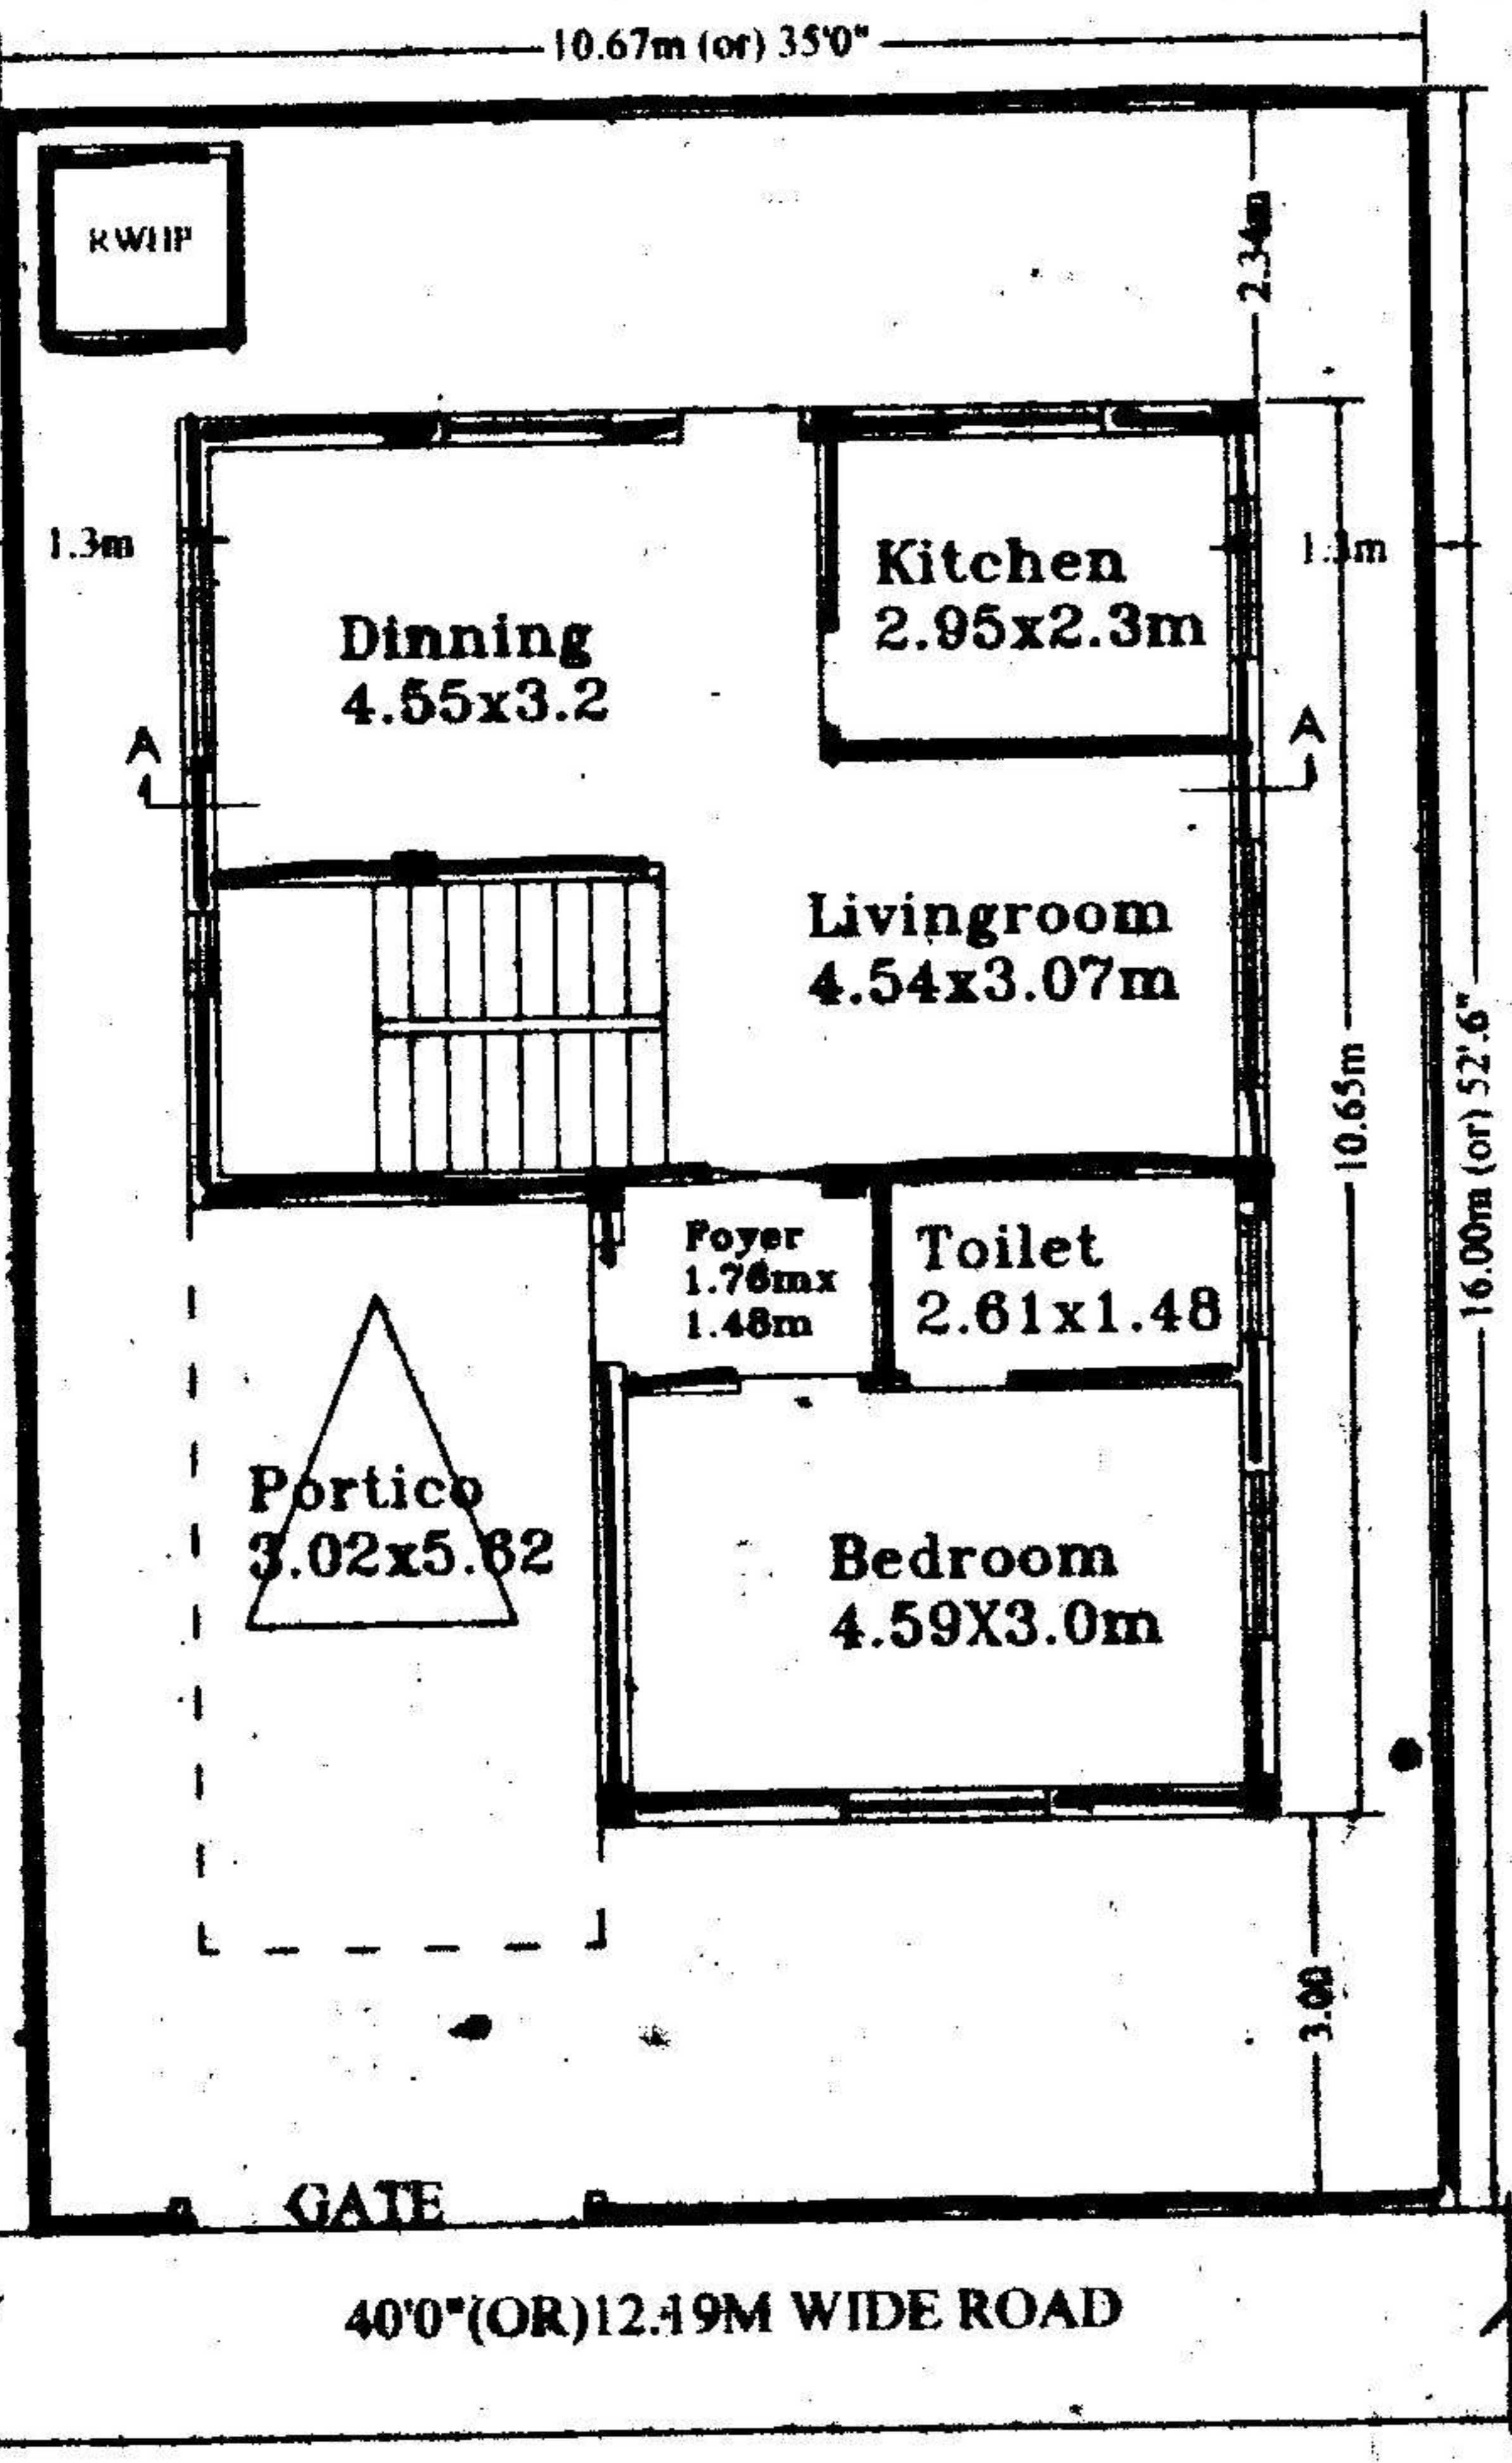 10.67m (or) 35'0"
RWHP
2.34m
1.3m
Kitchen
2.95x2.3m
Dinning
4.55x3.2
A
A
Livingroom
4.54x3.07m
10.65m
16.00m (or) 52'.6"
Foyer
1.76mx
1.48m
Toilet
2.61x1.48
Portico
3.02x5.62
Bedroom
4.59X3.0m
GATE
40'0"(OR)12.19M WIDE ROAD